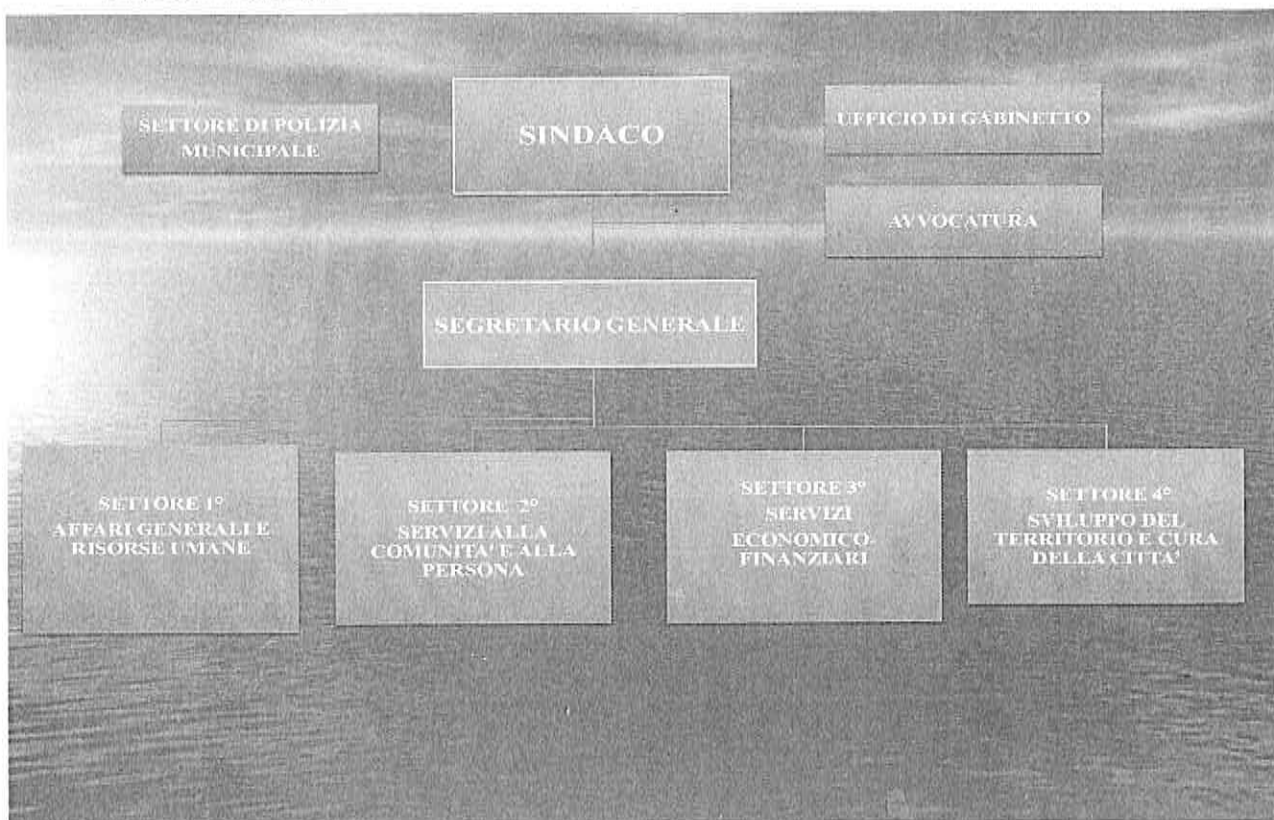 SETTORE DI POLIZIA
MUNICIPALE
SINDACO
UFFICIO DI GABINETTO
AVVOCATURA
SEGRETARIO GENERALE
SETTORE 1°
AFFARI GENERALI E
RISORSE UMANE
SETTORE 2°
SERVIZI ALLA
COMUNITA' E ALLA
PERSONA
SETTORE 3°
SERVIZI
ECONOMICO-
FINANZIARI
SETTORE 4°
SVILUPPO DEL
TERRITORIO E CURA
DELLA CITTA'